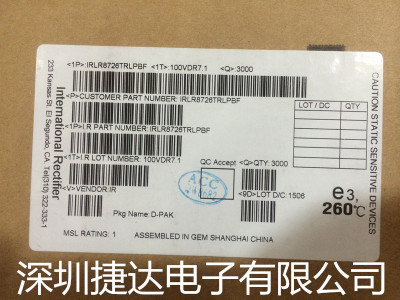 <1P>:IRLR8726TRLPBF <1T>:100VDR7.1 <Q>:3000
<P>CUSTOMER PART NUMBER: IRLR8726TRLPBF
<1P>I.R PART NUMBER: IRLR8726TRLPBF
<1T>I.R LOT NUMBER: 100VDR7.1
QC Accept
<Q>QTY: 3000
ACC
<V>VENDOR:IR
<9D>LOT D/C:1506
Pkg Name: D-PAK
MSL RATING: 1
ASSEMBLED IN GEM SHANGHAI CHINA
LOT / DC QTY
e3,
260℃
International Rectifier
233 Kansas St. El Segundo, CA. Tel(310) 322-333-1
CAUTION STATIC SENSITIVE DEVICES
深圳捷达电子有限公司